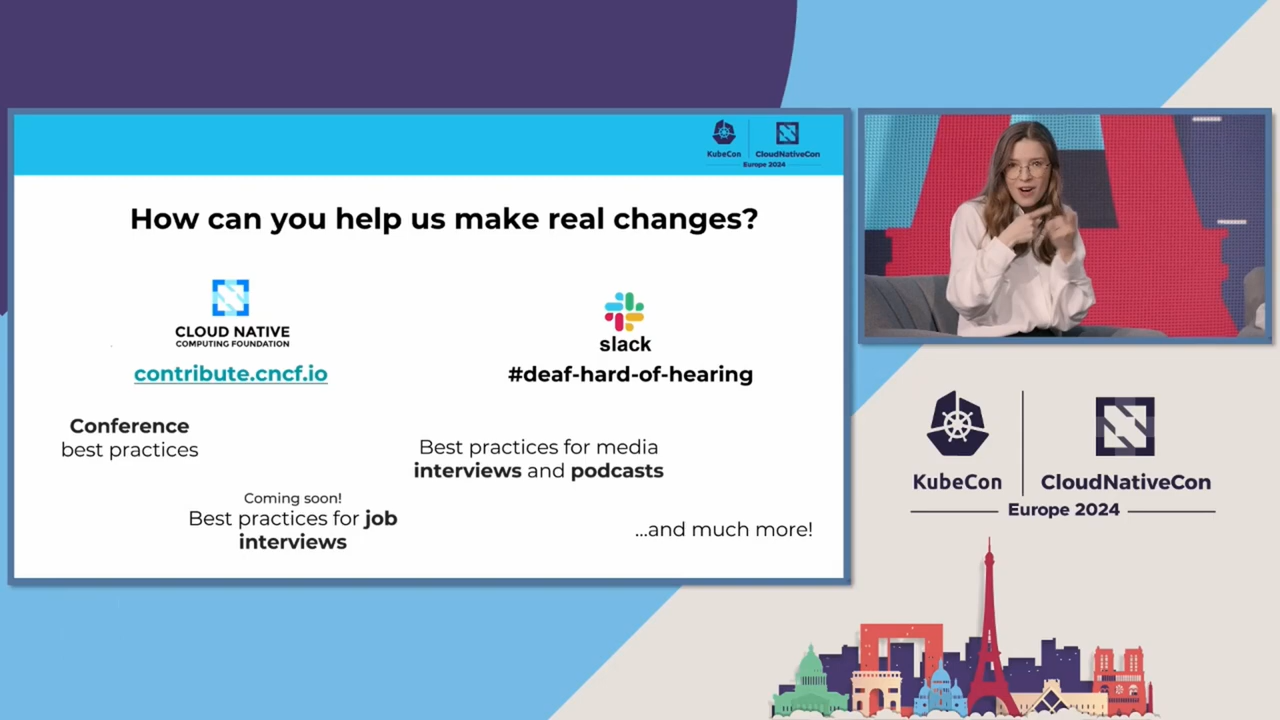 KubeCon
CloudNativeCon
Europe 2024
How can you help us make real changes?
CLOUD NATIVE
COMPUTING FOUNDATION
contribute.cncf.io
slack
#deaf-hard-of-hearing
Conference
best practices
Best practices for media
interviews and podcasts
Coming soon!
Best practices for job
interviews
...and much more!
KubeCon
CloudNativeCon
Europe 2024